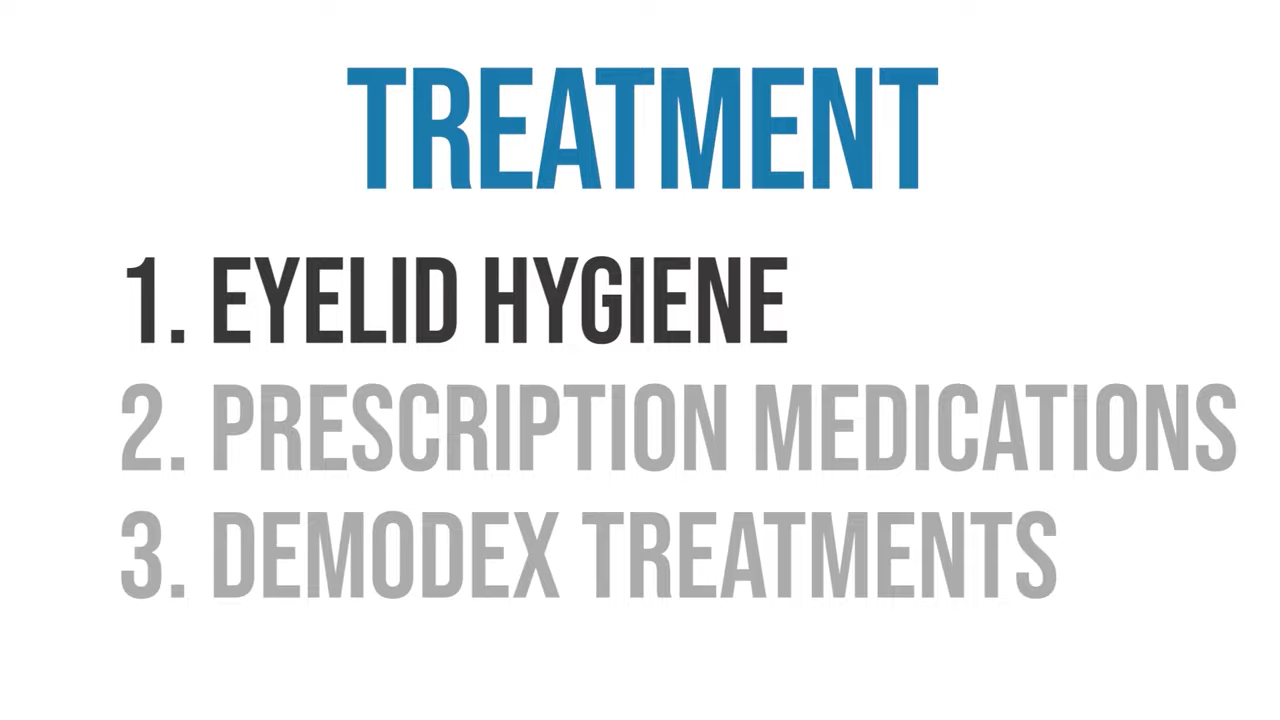 TREATMENT
1. EYELID HYGIENE
2. PRESCRIPTION MEDICATIONS
3. DEMODEX TREATMENTS